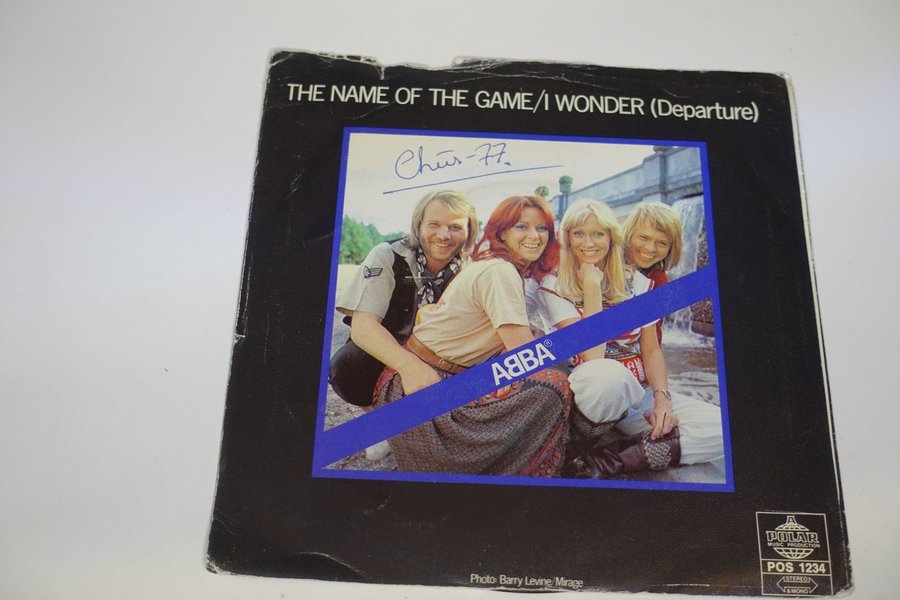 THE NAME OF THE GAME/I WONDER (Departure)
Chris-77.
ABBA®
A
POLAR
MUSIC PRODUCTION
POS 1234
STEREO
& MONO
Photo: Barry Levine/Mirage